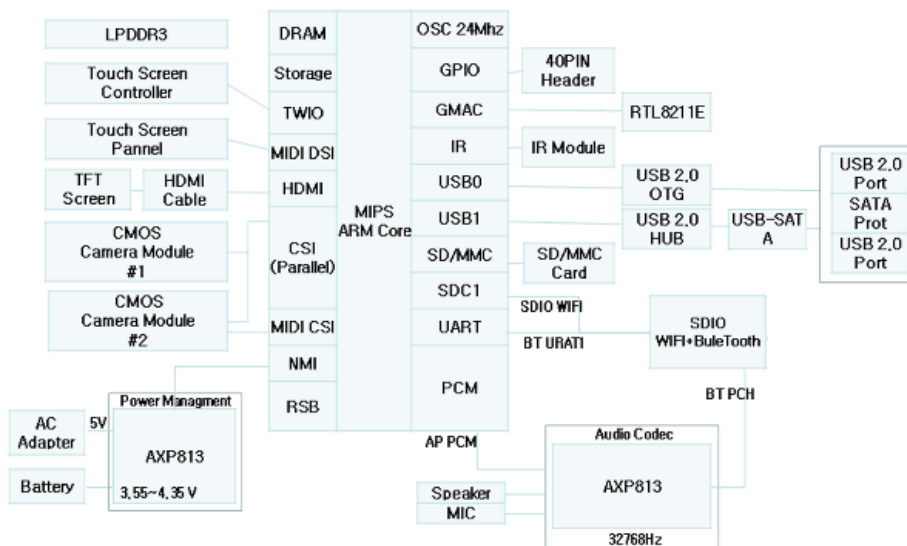 LPDDR3
Touch Screen
Controller
Touch Screen
Pannel
TFT
Screen
HDMI
Cable
CMOS
Camera Module
#1
CMOS
Camera Module
#2
DRAM
Storage
TWIO
MIDI DSI
HDMI
CSI
(Parallel)
MIDI CSI
NMI
RSB
MIPS
ARM Core
OSC 24Mhz
GPIO
GMAC
IR
USB0
USB1
SD/MMC
SDC1
UART
PCM
40PIN
Header
RTL8211E
IR Module
USB 2.0
OTG
USB 2.0
HUB
USB-SAT
A
USB 2.0
Port
SATA
Prot
USB 2.0
Port
SD/MMC
Card
SDIO WIFI
BT URATI
SDIO
WIFI+BuleTooth
BT PCH
Power Managment
AC
Adapter
5V
AXP813
Battery
3.55~4.35 V
AP PCM
Audio Codec
AXP813
Speaker
MIC
32768Hz